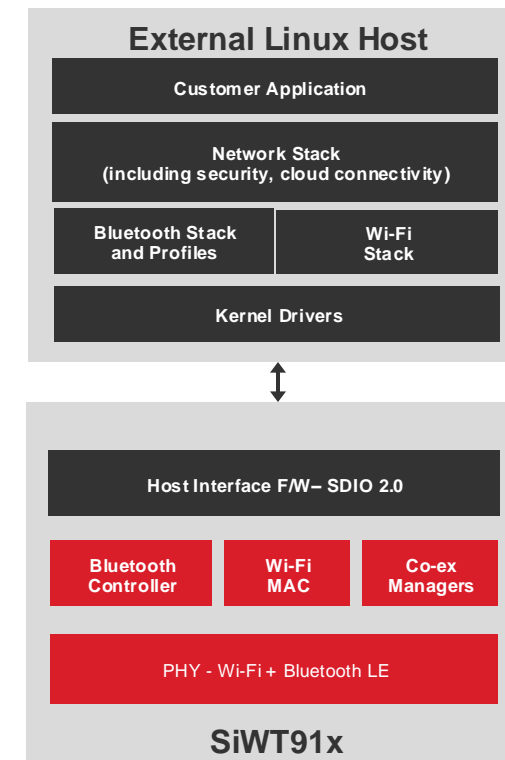 External Linux Host
Customer Application
Network Stack
(including security, cloud connectivity)
Bluetooth Stack
and Profiles
Wi-Fi
Stack
Kernel Drivers
Host Interface F/W– SDIO 2.0
Bluetooth
Controller
Wi-Fi
MAC
Co-ex
Managers
PHY - Wi-Fi + Bluetooth LE
SiWT91x